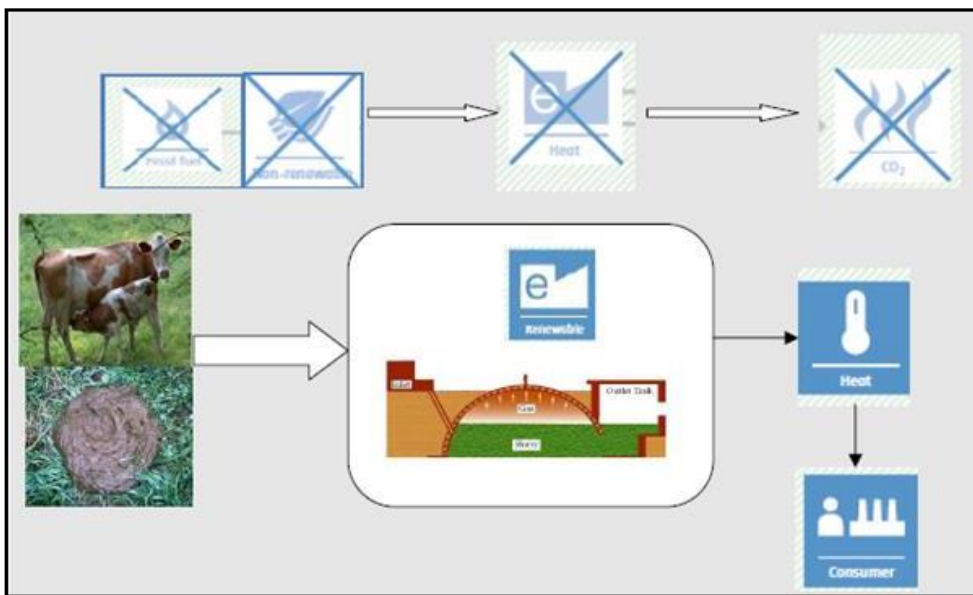 Fossil fuel
Non-renewable
e
Heat
CO₂
e
Renewable
Inlet
Gas
Outlet Tank
Slurry
Heat
Consumer